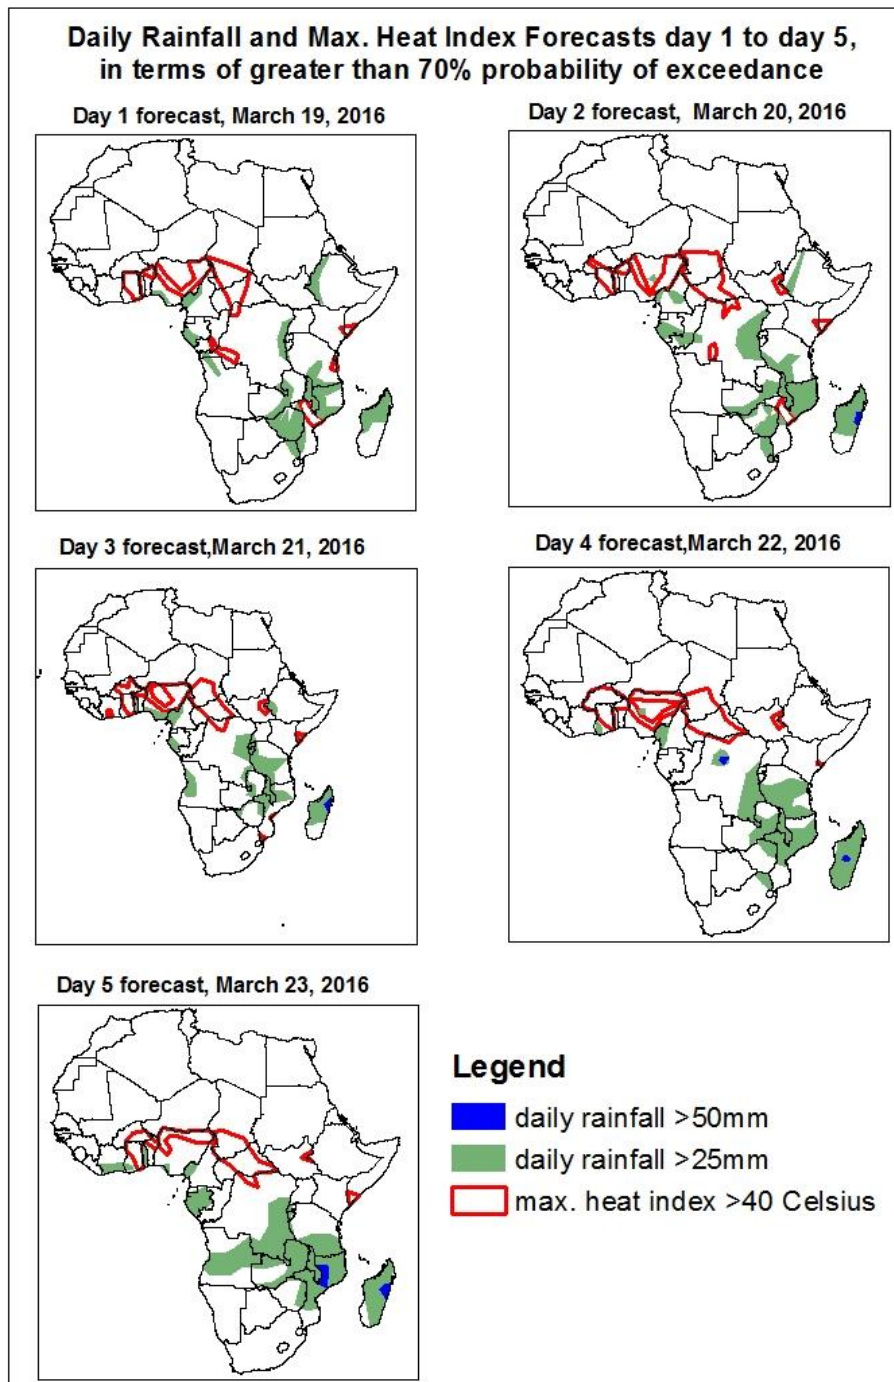 Daily Rainfall and Max. Heat Index Forecasts day 1 to day 5,
in terms of greater than 70% probability of exceedance
Day 1 forecast, March 19, 2016
Day 2 forecast, March 20, 2016
Day 3 forecast,March 21, 2016
Day 4 forecast,March 22, 2016
Day 5 forecast, March 23, 2016
Legend
daily rainfall >50mm
daily rainfall >25mm
max. heat index >40 Celsius